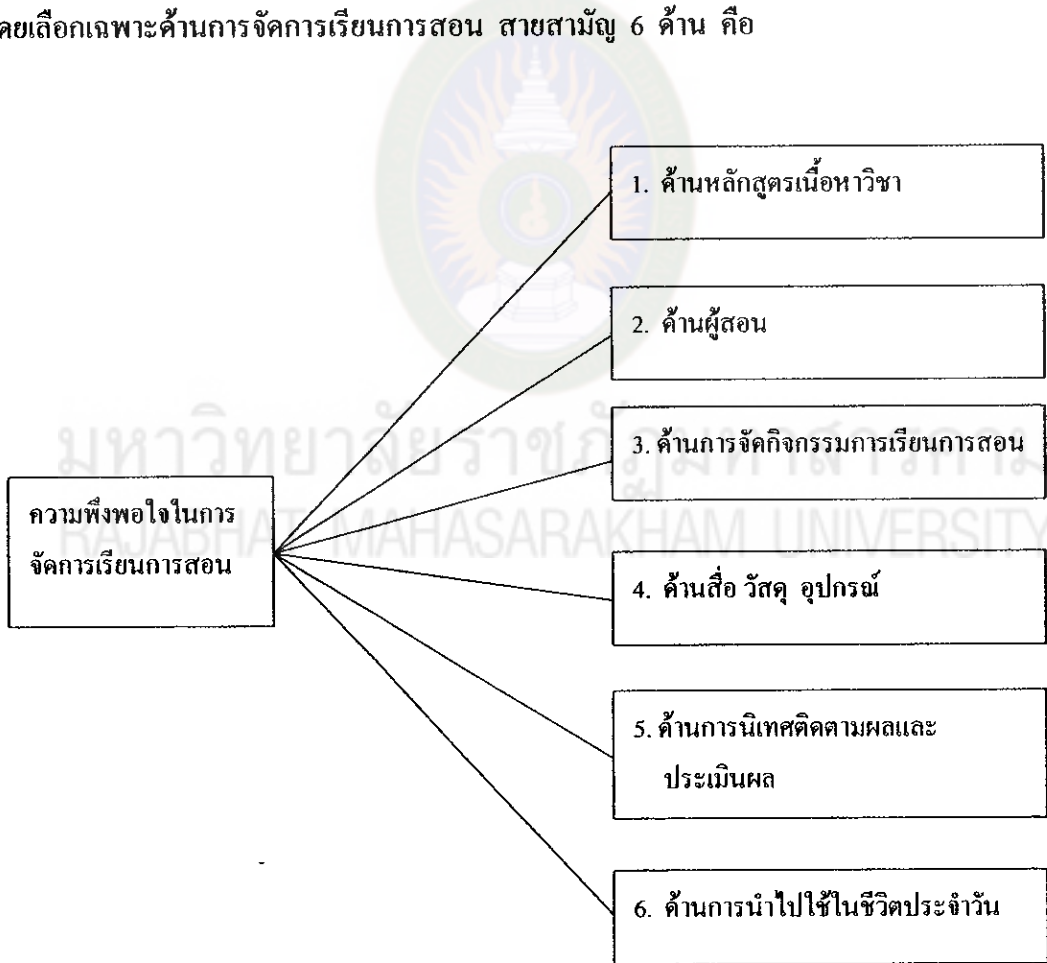 ดยเลือกเฉพาะด้านการจัดการเรียนการสอน สายสามัญ 6 ด้าน คือ
1. ด้านหลักสูตรเนื้อหาวิชา
2. ด้านผู้สอน
มหาวิทยาลัยราชภัฏมหาสารคาม
3. ด้านการจัดกิจกรรมการเรียนการสอน
ความพึงพอใจในการ
จัดการเรียนการสอน
RAJABHAT MAHASARAKHAM UNIVERSITY
4. ด้านสื่อ วัสดุ อุปกรณ์
5. ด้านการนิเทศติดตามผลและ
ประเมินผล
6. ด้านการนำไปใช้ในชีวิตประจำวัน